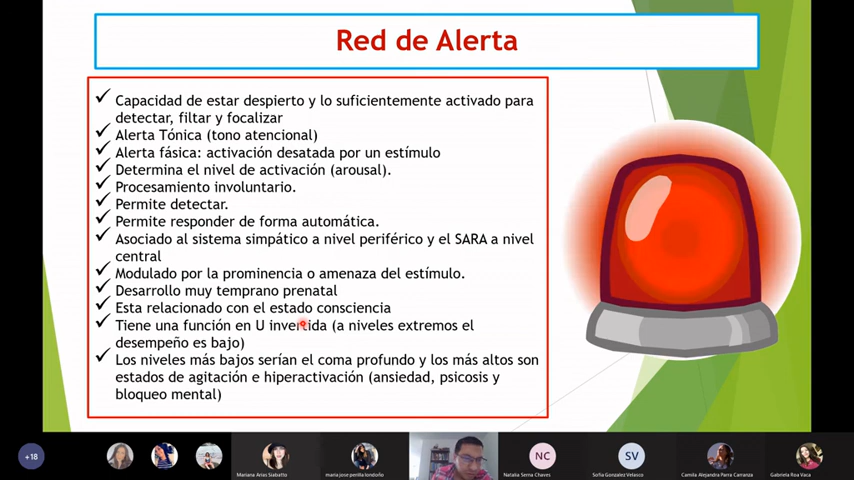 Red de Alerta
✓ Capacidad de estar despierto y lo suficientemente activado para
detectar, filtar y focalizar
✓ Alerta Tónica (tono atencional)
✓ Alerta fásica: activación desatada por un estímulo
✓ Determina el nivel de activación (arousal).
✓ Procesamiento involuntario.
✓ Permite detectar.
✓ Permite responder de forma automática.
✓ Asociado al sistema simpático a nivel periférico y el SARA a nivel
central
✓ Modulado por la prominencia o amenaza del estímulo.
✓ Desarrollo muy temprano prenatal
✓ Esta relacionado con el estado consciencia
✓ Tiene una función en U invertida (a niveles extremos el
desempeño es bajo)
✓ Los niveles más bajos serían el coma profundo y los más altos son
estados de agitación e hiperactivación (ansiedad, psicosis y
bloqueo mental)
+18
NC
SV
Mariana Arias Siabatto
maria jose perilla londoño
Natalia Serna Chaves
Sofia Gonzalez Velasco
Camila Alejandra Parra Carranza
Gabriela Roa Vaca